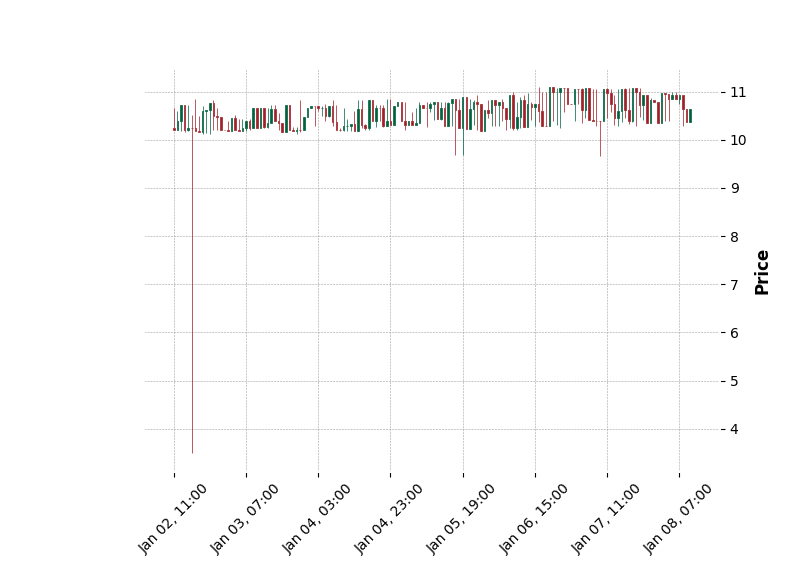 11
10
9
8
7
6
5
4
Price
Jan 02, 11:00
Jan 03, 07:00
Jan 04, 03:00
Jan 04, 23:00
Jan 05, 19:00
Jan 06, 15:00
Jan 07, 11:00
Jan 08, 07:00